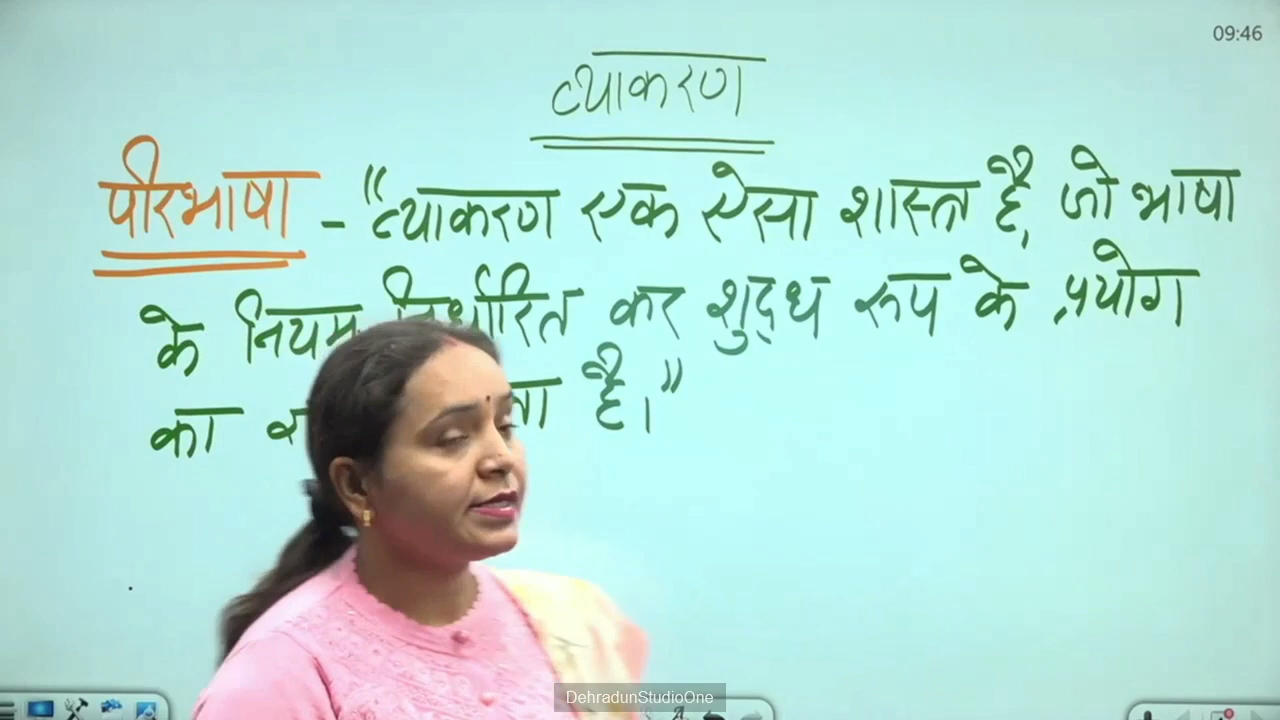 09:46
व्याकरण
परिभाषा - "व्याकरण एक ऐसा शास्त्र है, जो भाषा
के नियम निर्धारित कर शुद्ध रूप के प्रयोग
का है।"
DehradunStudioOne